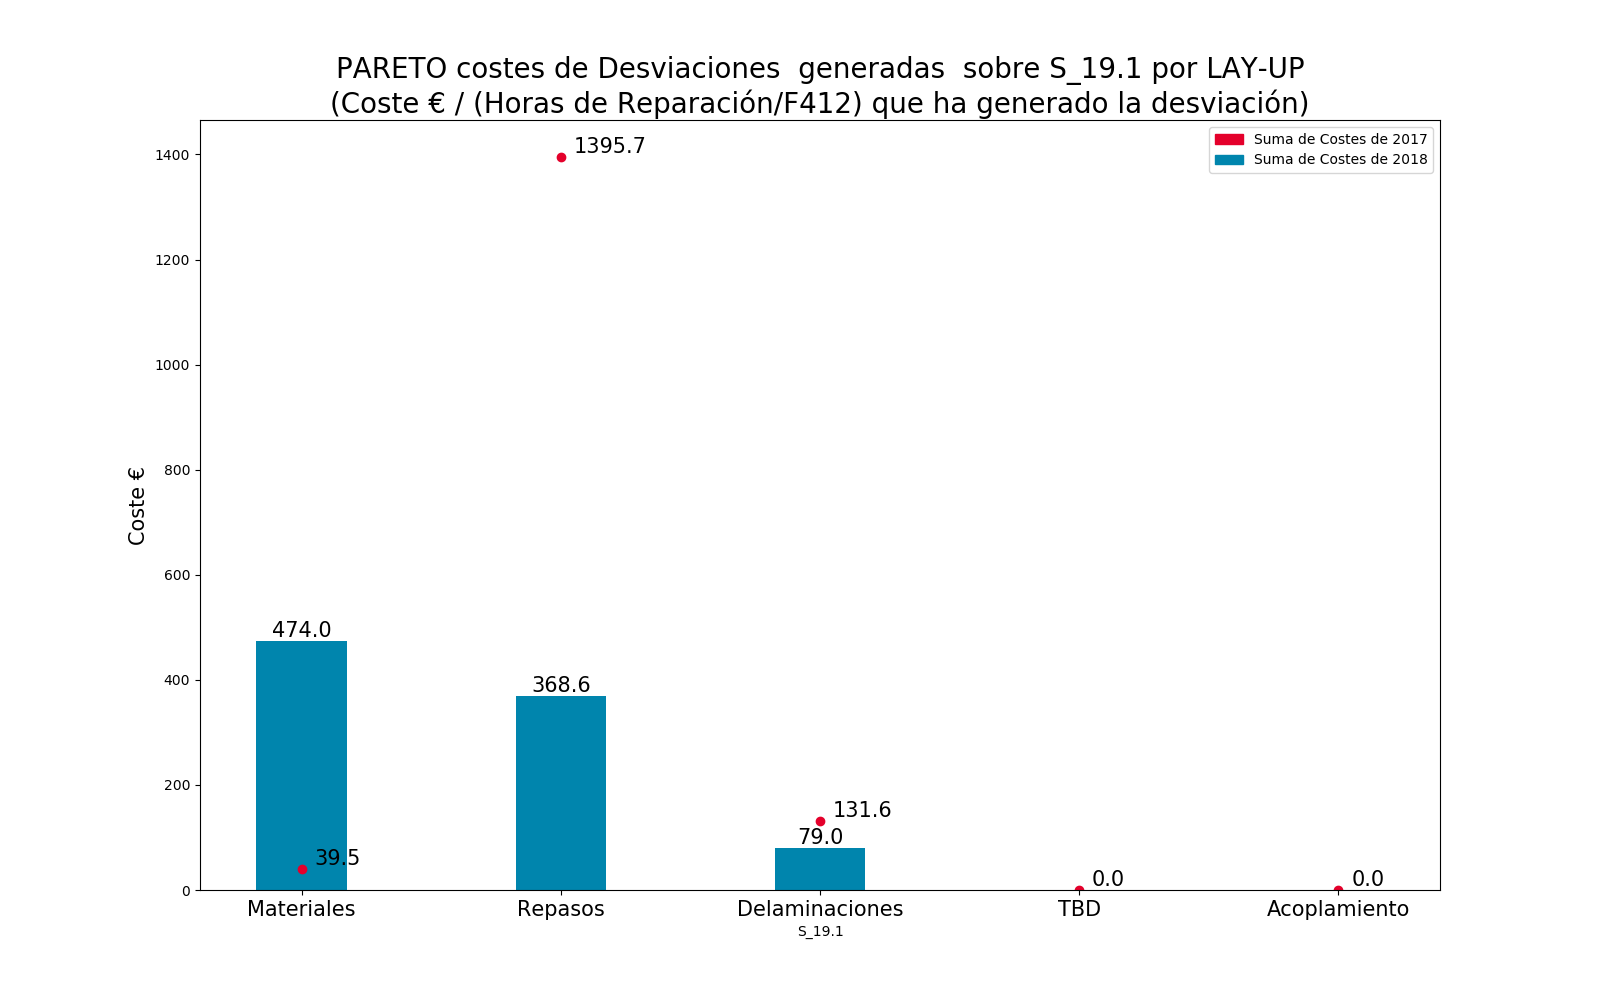 PARETO costes de Desviaciones  generadas  sobre S_19.1 por LAY-UP
(Coste € / (Horas de Reparación/F412) que ha generado la desviación)
Suma de Costes de 2017
Suma de Costes de 2018
1395.7
1400
1200
1000
800
Coste €
600
474.0
368.6
400
200
131.6
79.0
39.5
0.0
0.0
0
Materiales
Repasos
Delaminaciones
TBD
Acoplamiento
S_19.1